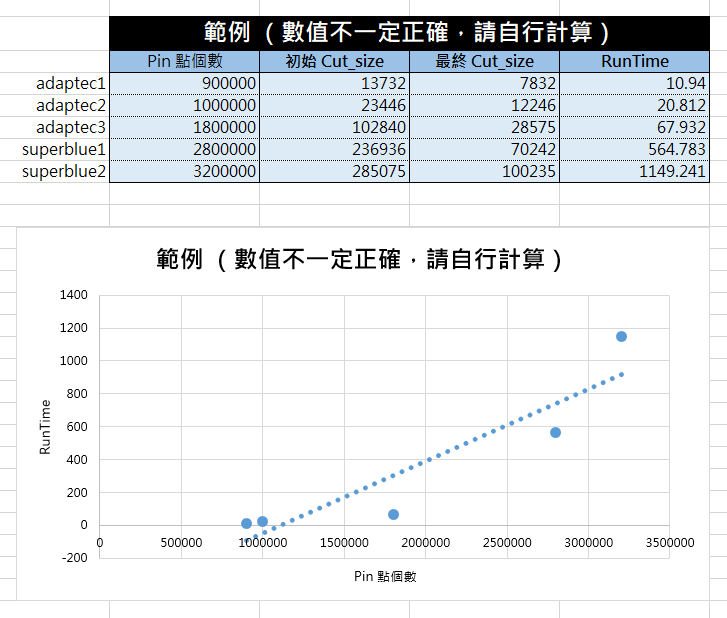 範例 ( 數值不一定正確，請自行計算 )
Pin 點個數 初始 Cut_size 最終 Cut_size RunTime
adaptec1 900000 13732 7832 10.94
adaptec2 1000000 23446 12246 20.812
adaptec3 1800000 102840 28575 67.932
superblue1 2800000 236936 70242 564.783
superblue2 3200000 285075 100235 1149.241
範例 ( 數值不一定正確，請自行計算 )
1400
1200
1000
800
600
400
200
0
-200
RunTime
0 500000 1000000 1500000 2000000 2500000 3000000 3500000
Pin 點個數